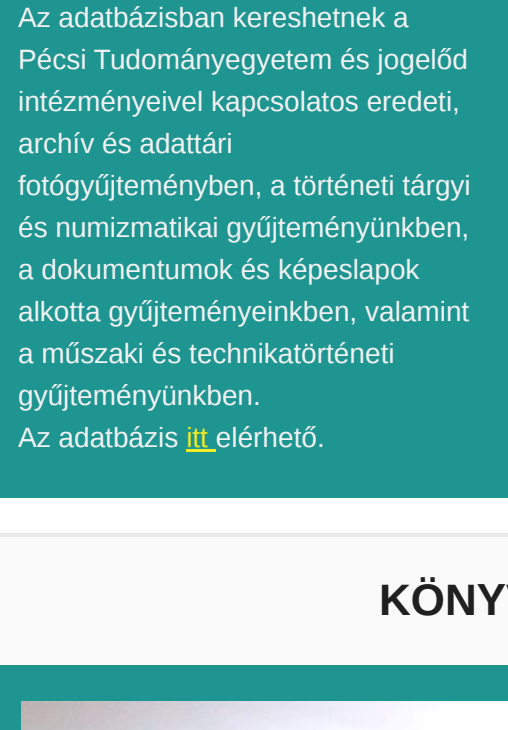 Az adatbázisban kereshetnek a
Pécsi Tudományegyetem és jogelőd
intézményeivel kapcsolatos eredeti,
archív és adattári
fotógyűjteményben, a történeti tárgyi
és numizmatikai gyűjteményünkben,
a dokumentumok és képeslapok
alkotta gyűjteményeinkben, valamint
a műszaki és technikatörténeti
gyűjteményünkben.
Az adatbázis itt elérhető.